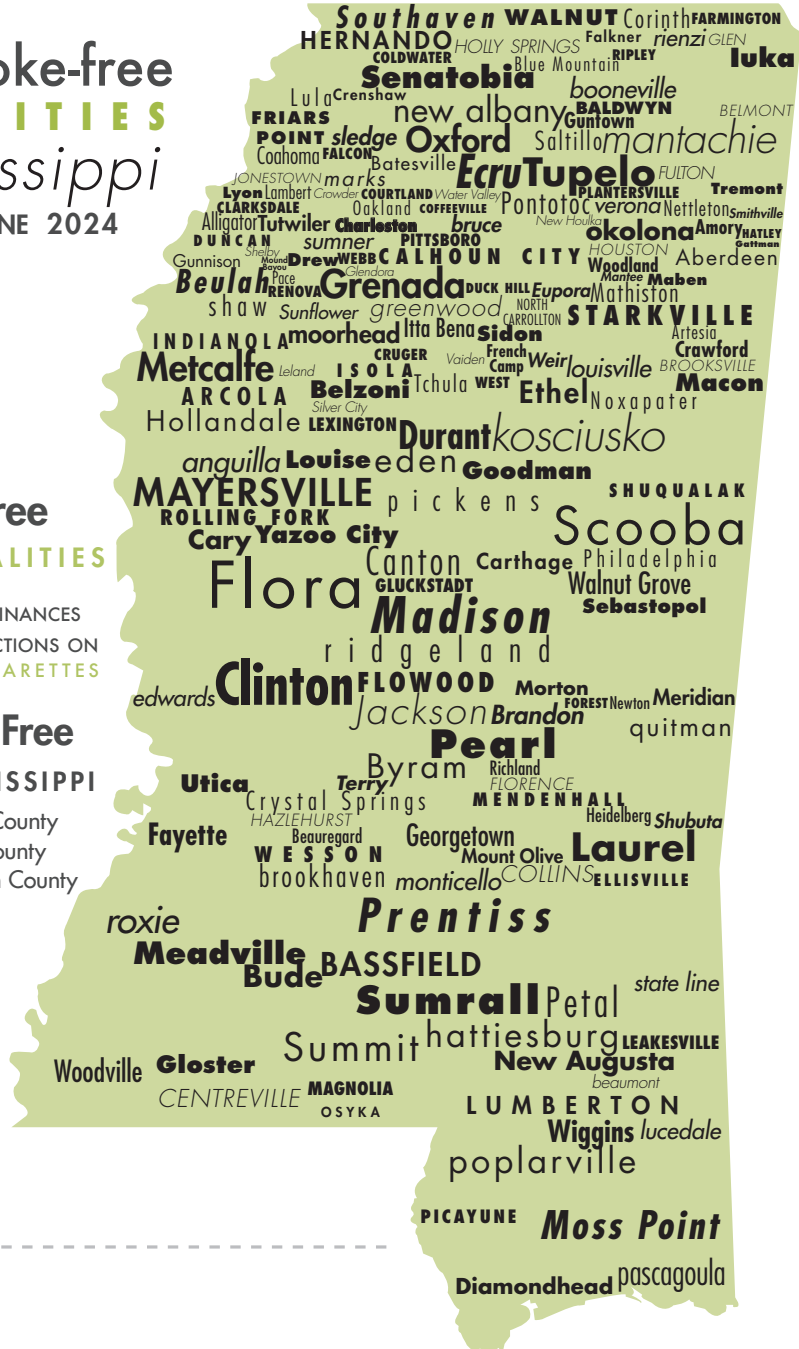 oke-free
ITIES
ssippi
NE 2024
Southaven WALNUT Corinth FARMINGTON
HERNANDO HOLLY SPRINGS Falkner rienzi GLEN
COLDWATER Blue Mountain RIPLEY Iuka
Senatobia booneville
Lula Crenshaw new albany BALDWYN BELMONT
FRIARS POINT sledge Oxford Guntown
Saltillo mantachie
Coahoma FALCON Batesville Ecru Tupelo FULTON
JONESTOWN marks
Lyon Lambert Crowder COURTLAND Water Valley Pontotoc PLANTERSVILLE Tremont
CLARKSDALE Oakland COFFEEVILLE verona Nettleton Smithville
Alligator Tutwiler Charleston bruce New Houlka okolona Amory HATLEY
DUNCAN sumner PITTSBORO Gattman
Gunnison Shelby Mound Bayou Drew WEBB CALHOUN CITY HOUSTON Woodland Aberdeen
Beulah Pace Glendora Mantee Maben
RENOVA Grenada DUCK HILL Eupora Mathiston
shaw Sunflower greenwood NORTH CARROLLTON STARKVILLE
INDIANOLA moorhead Itta Bena Sidon Artesia
CRUGER Vaiden French Camp Weir louisville Crawford
Metcalfe Leland ISOLA BROOKSVILLE
ARCOLA Belzoni Tchula WEST Ethel Noxapater Macon
Silver City
Hollandale LEXINGTON Durant kosciusko
anguilla Louise eden Goodman
MAYERSVILLE pickens SHUQUALAK
ROLLING FORK Scooba
Cary Yazoo City
Flora Canton Carthage Philadelphia
GLUCKSTADT Walnut Grove
Madison Sebastopol
ridgeland
edwards Clinton FLOWOOD Morton FOREST Newton Meridian
Jackson Brandon quitman
Pearl
Byram Richland
Utica Terry FLORENCE
Crystal Springs MENDENHALL
HAZLEHURST Heidelberg Shubuta
Fayette Beauregard Georgetown Laurel
WESSON Mount Olive
brookhaven monticello COLLINS ELLISVILLE
roxie Prentiss
Meadville
Bude BASSFIELD
Sumrall Petal state line
Summit hattiesburg LEAKESVILLE
Woodville Gloster New Augusta
CENTREVILLE MAGNOLIA beaumont
OSYKA LUMBERTON
Wiggins lucedale
poplarville
PICAYUNE Moss Point
Diamondhead pascagoula
ree
ALITIES
INANCES
CTIONS ON
ARETTES
Free
ISSIPPI
County
ounty
County